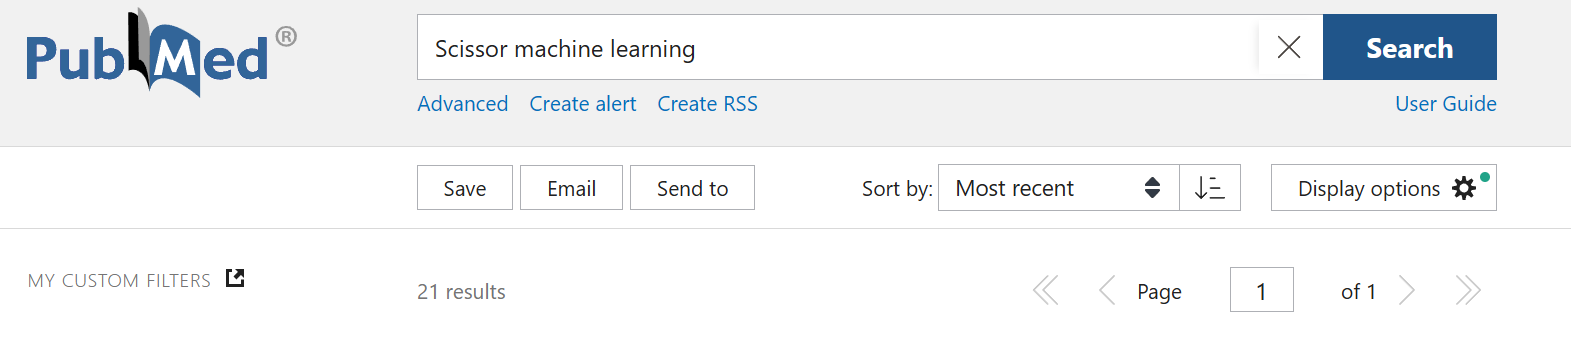 PubMed®
Scissor machine learning
Search
Advanced Create alert Create RSS User Guide
Save Email Send to Sort by: Most recent Display options
MY CUSTOM FILTERS
21 results Page 1 of 1